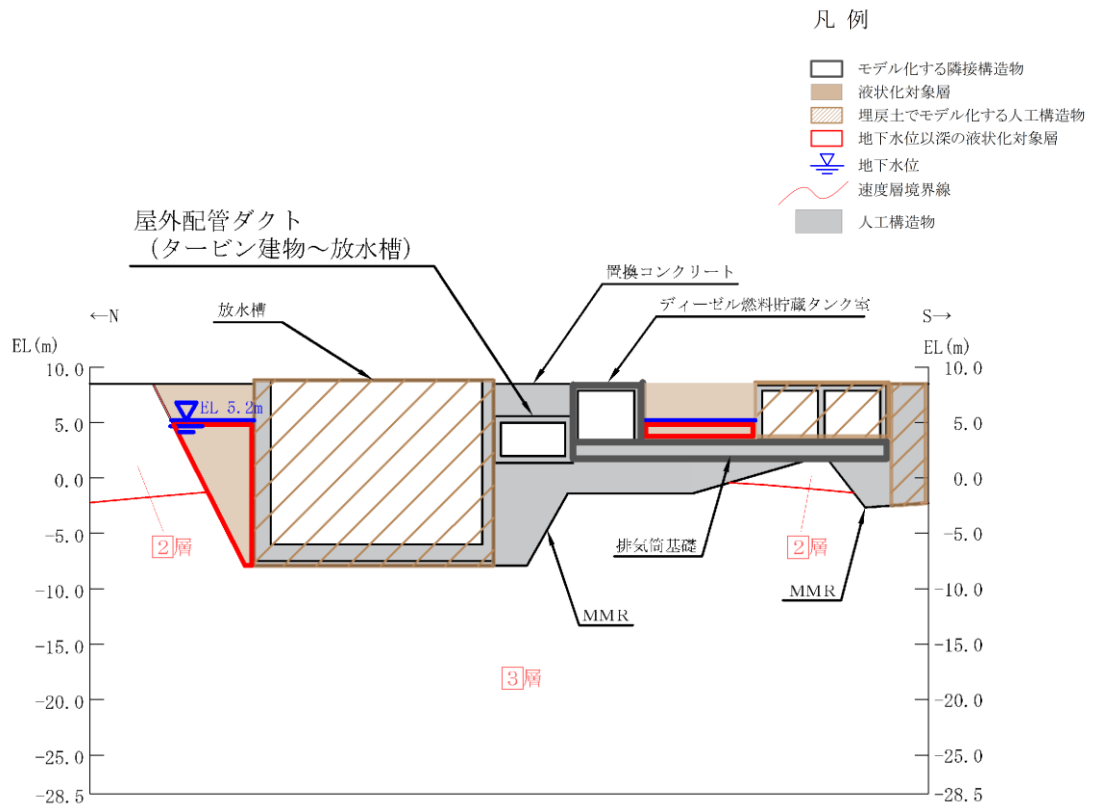 凡 例
モデル化する隣接構造物
液状化対象層
埋戻土でモデル化する人工構造物
地下水位以深の液状化対象層
地下水位
速度層境界線
人工構造物
屋外配管ダクト
（タービン建物～放水槽）
置換コンクリート
ディーゼル燃料貯蔵タンク室
放水槽
←N
S→
EL(m)
EL(m)
10.0
10.0
EL 5.2m
5.0
5.0
0.0
0.0
-5.0
-5.0
2層
排気筒基礎
2層
-10.0
-10.0
MMR
MMR
-15.0
-15.0
3層
-20.0
-20.0
-25.0
-25.0
-28.5
-28.5